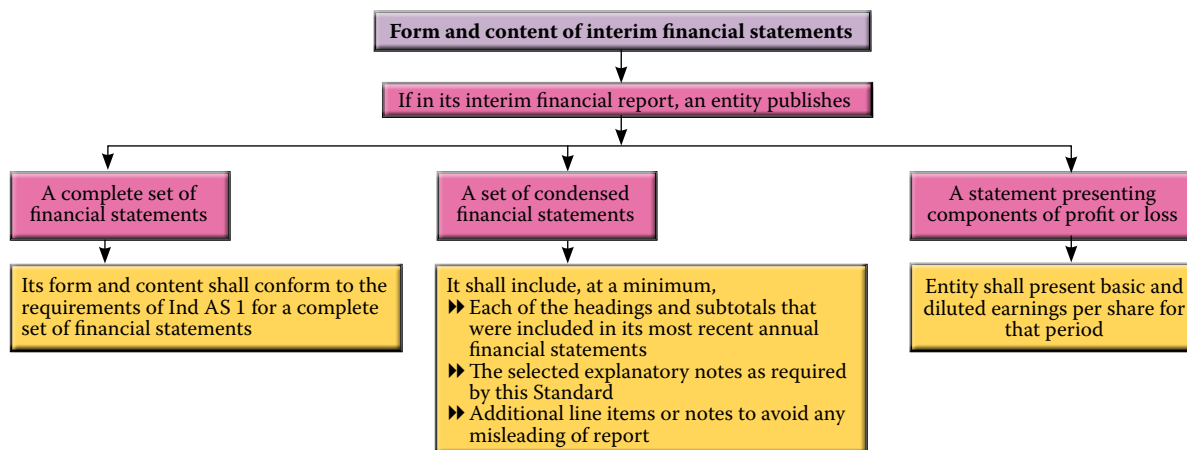 Form and content of interim financial statements
If in its interim financial report, an entity publishes
A complete set of
financial statements
Its form and content shall conform to the
requirements of Ind AS 1 for a complete
set of financial statements
A set of condensed
financial statements
It shall include, at a minimum,
Each of the headings and subtotals that
were included in its most recent annual
financial statements
The selected explanatory notes as required
by this Standard
Additional line items or notes to avoid any
misleading of report
A statement presenting
components of profit or loss
Entity shall present basic and
diluted earnings per share for
that period